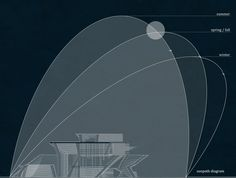 summer
spring / fall
winter
sunpath diagram